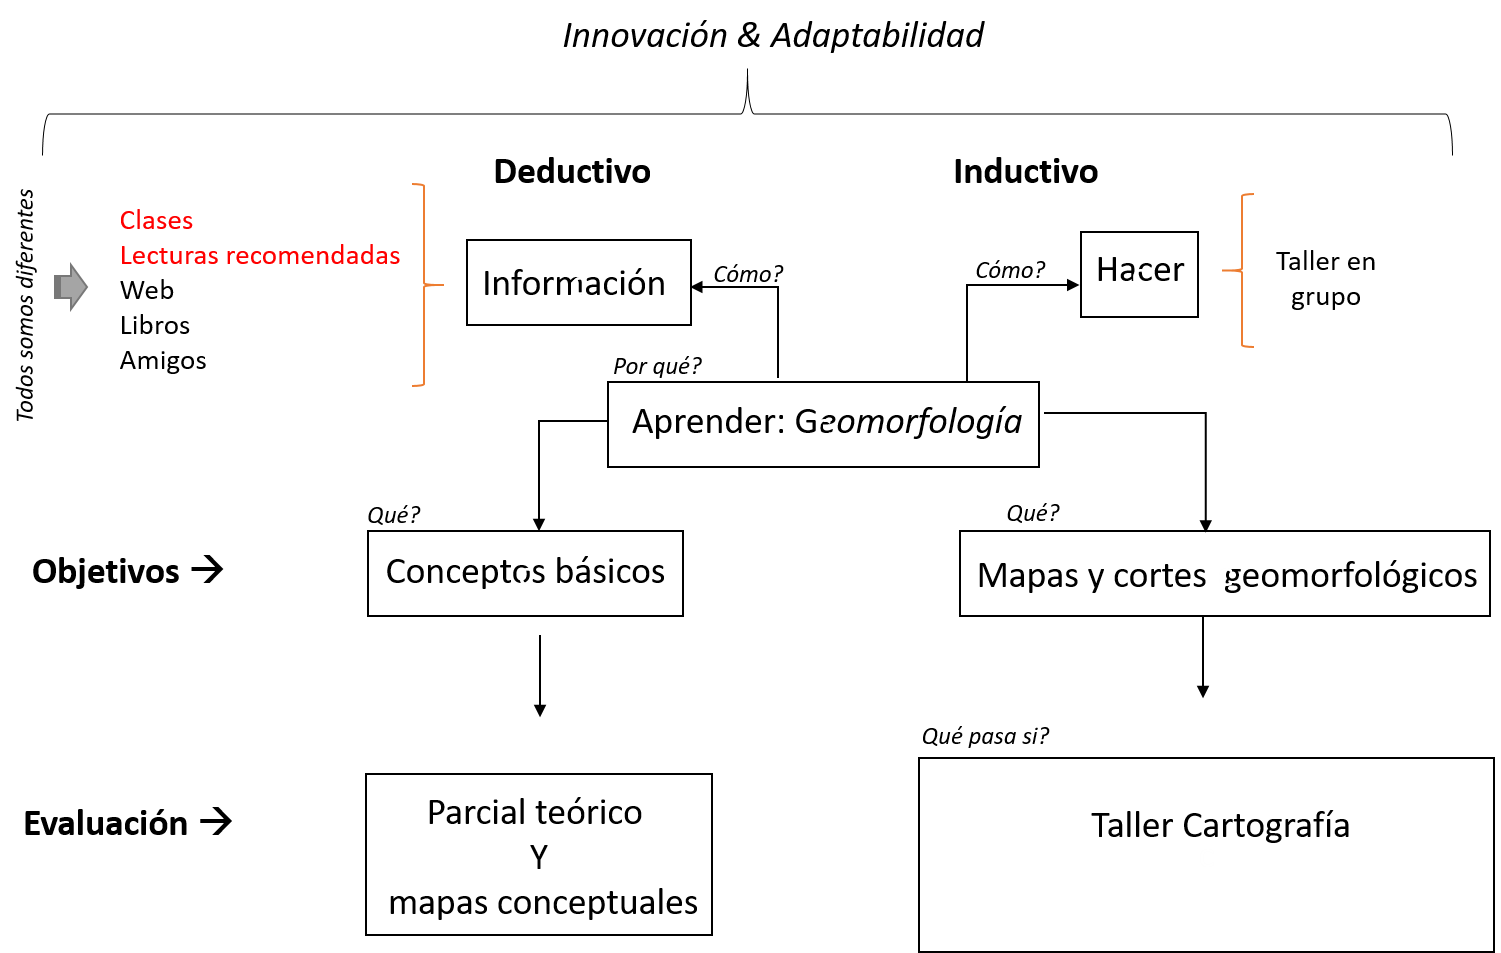 Innovación & Adaptabilidad
Deductivo
Inductivo
Todos somos diferentes
Clases
Lecturas recomendadas
Web
Libros
Amigos
Información
Cómo?
Cómo?
Hacer
Taller en
grupo
Por qué?
Aprender: Geomorfología
Qué?
Qué?
Objetivos →
Conceptos básicos
Mapas y cortes geomorfológicos
Qué pasa si?
Evaluación →
Parcial teórico
Y
mapas conceptuales
Taller Cartografía